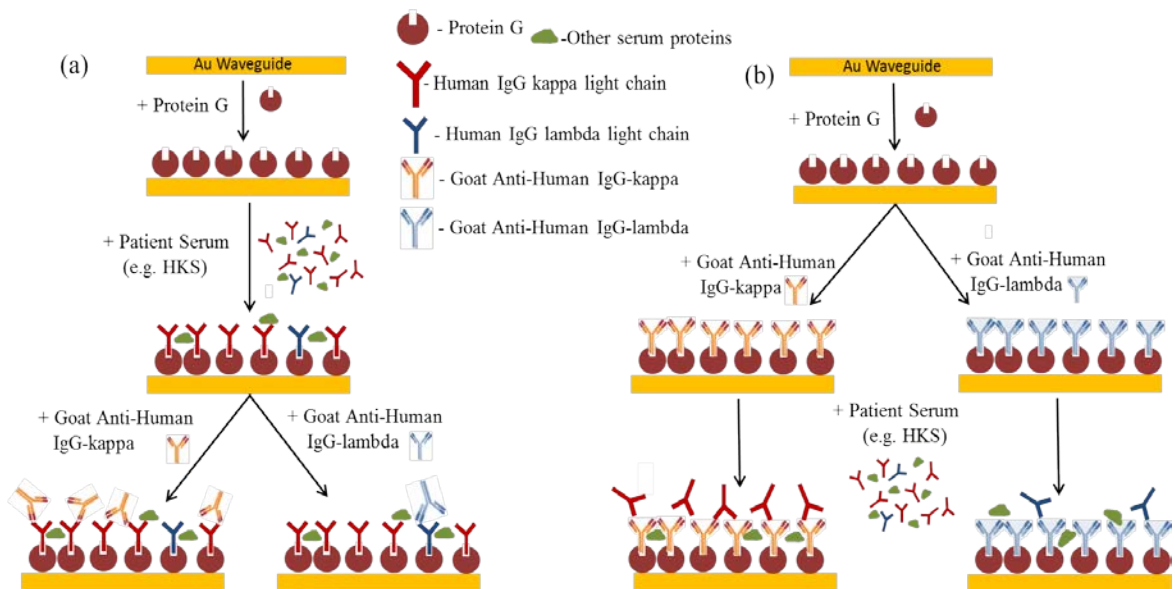 (a)
Au Waveguide
+ Protein G
+ Patient Serum
(e.g. HKS)
+ Goat Anti-Human
IgG-kappa
+ Goat Anti-Human
IgG-lambda
- Protein G
-Other serum proteins
- Human IgG kappa light chain
- Human IgG lambda light chain
- Goat Anti-Human IgG-kappa
- Goat Anti-Human IgG-lambda
(b)
Au Waveguide
+ Protein G
+ Goat Anti-Human
IgG-kappa
+ Goat Anti-Human
IgG-lambda
+ Patient Serum
(e.g. HKS)